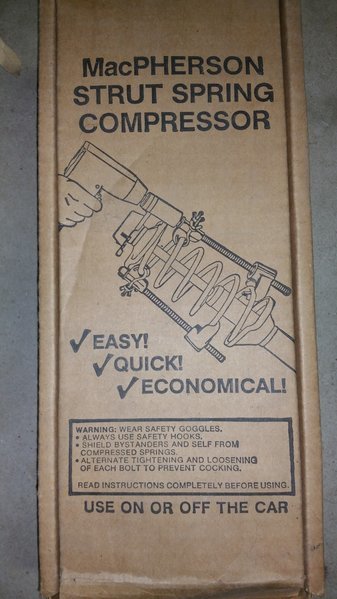 MacPHERSON
STRUT SPRING
COMPRESSOR
✓EASY!
✓QUICK!
✓ECONOMICAL!
WARNING: WEAR SAFETY GOGGLES.
• ALWAYS USE SAFETY HOOKS.
• SHIELD BYSTANDERS AND SELF FROM
COMPRESSED SPRINGS.
• ALTERNATE TIGHTENING AND LOOSENING
OF EACH BOLT TO PREVENT COCKING.
READ INSTRUCTIONS COMPLETELY BEFORE USING.
USE ON OR OFF THE CAR